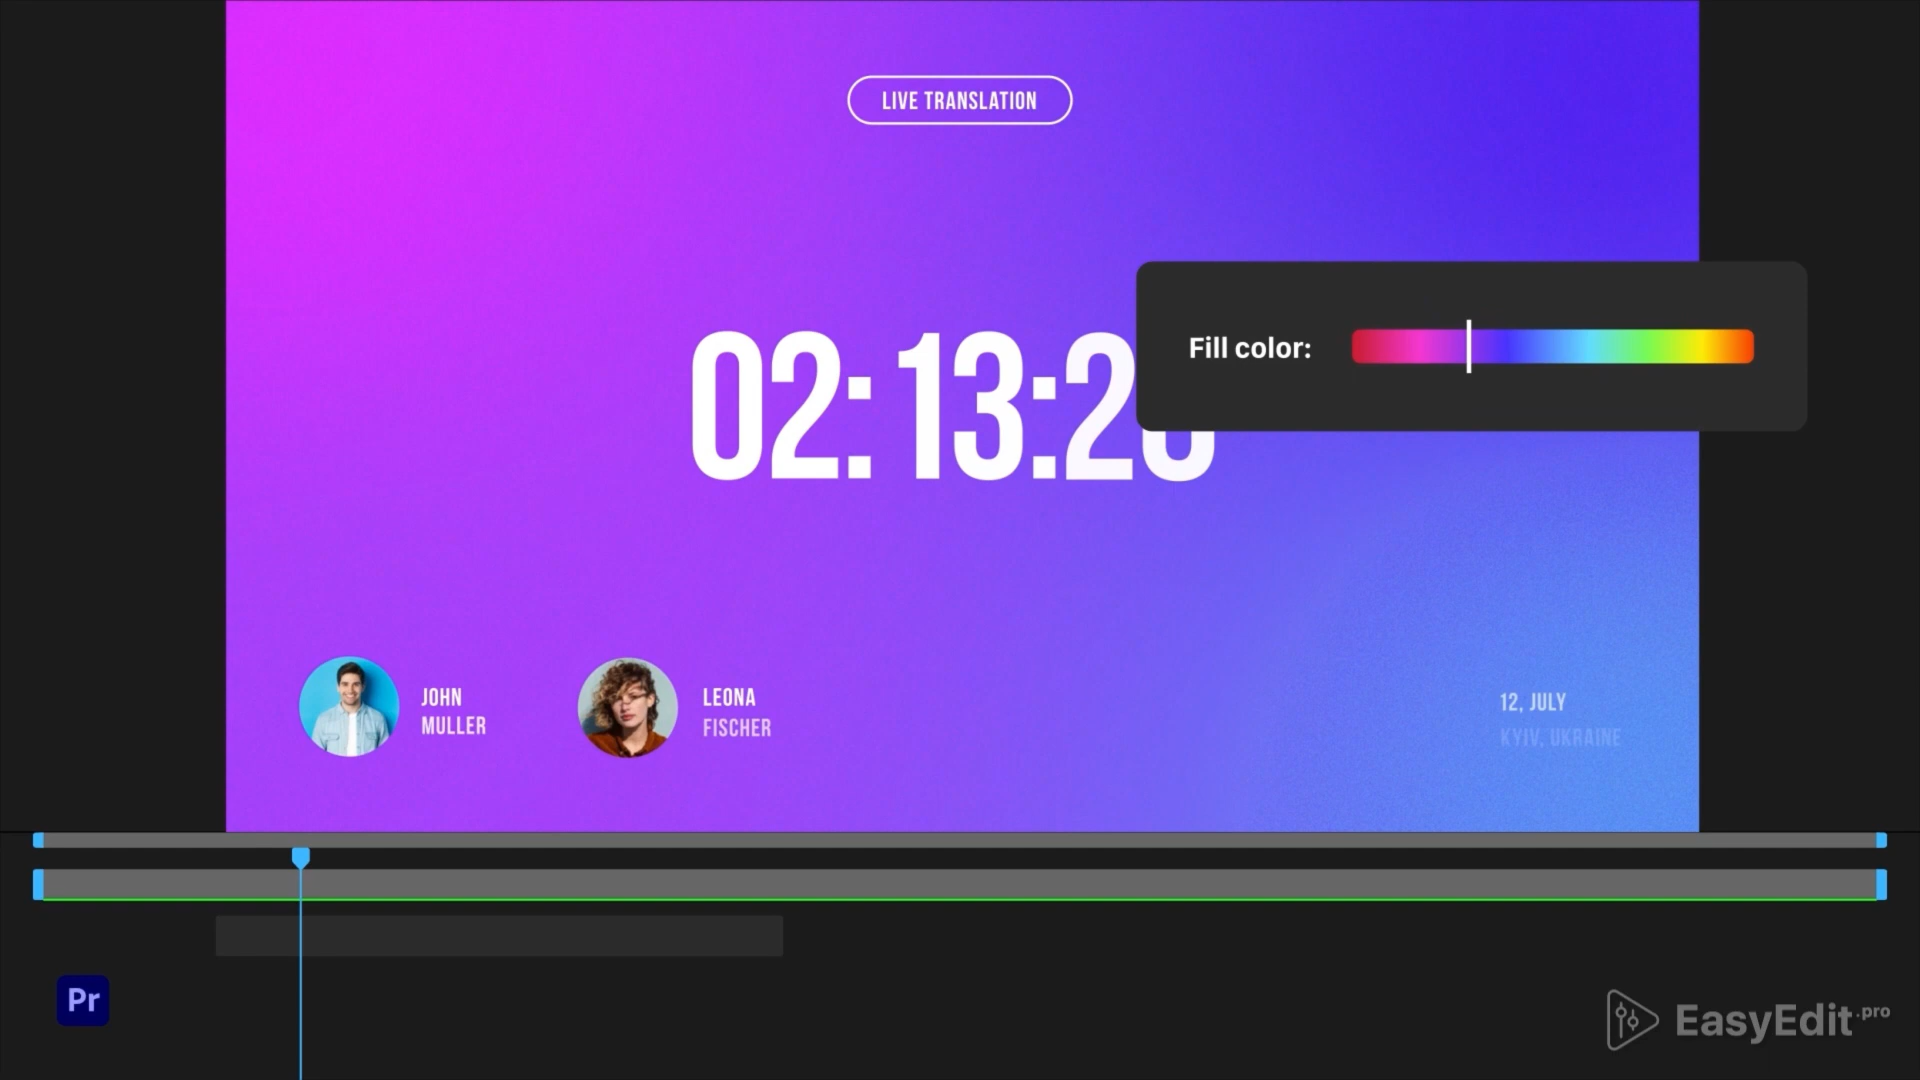 LIVE TRANSLATION
Fill color:
02:13:2
JOHN
MULLER
LEONA
FISCHER
12, JULY
KYIV, UKRAINE
Pr
EasyEdit.pro